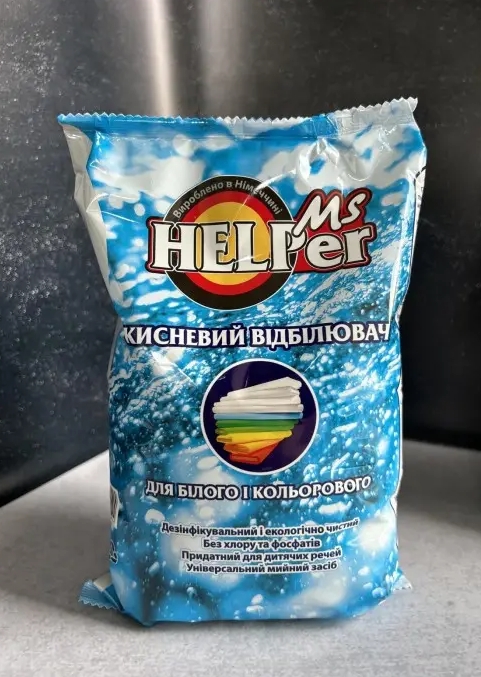 Вироблено в Німеччині
Ms
HELPer
КИСНЕВИЙ ВІДБІЛЮВАЧ
ДЛЯ БІЛОГО І КОЛЬОРОВОГО
Дезінфікувальний і екологічно чистий
Без хлору та фосфатів
Придатний для дитячих речей
Універсальний мийний засіб